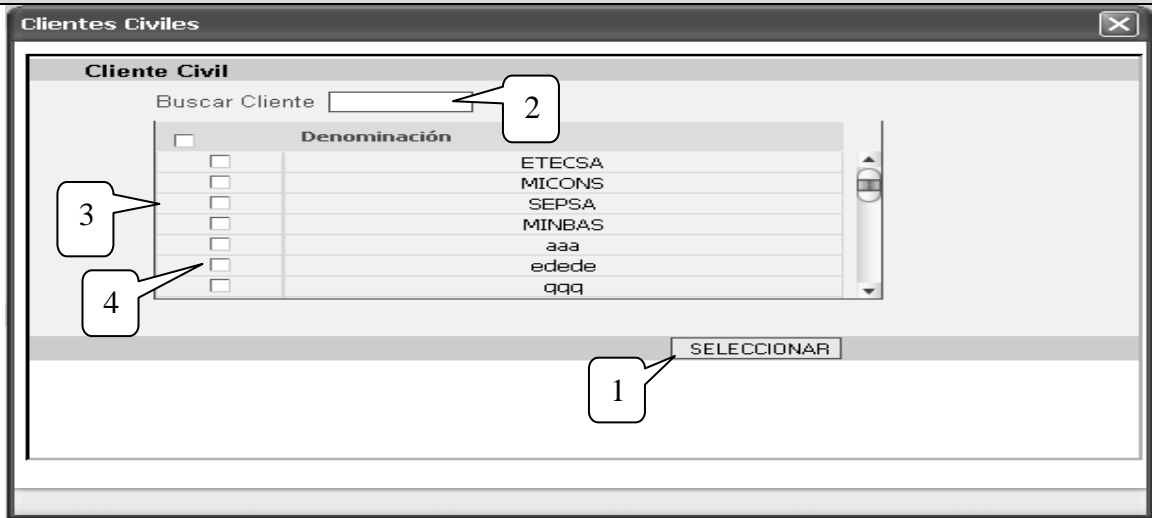 Clientes Civiles
Cliente Civil
Buscar Cliente
2
Denominación
ETECSA
MICONS
3
SEPSA
MINBAS
aaa
4
edede
qqq
SELECCIONAR
1